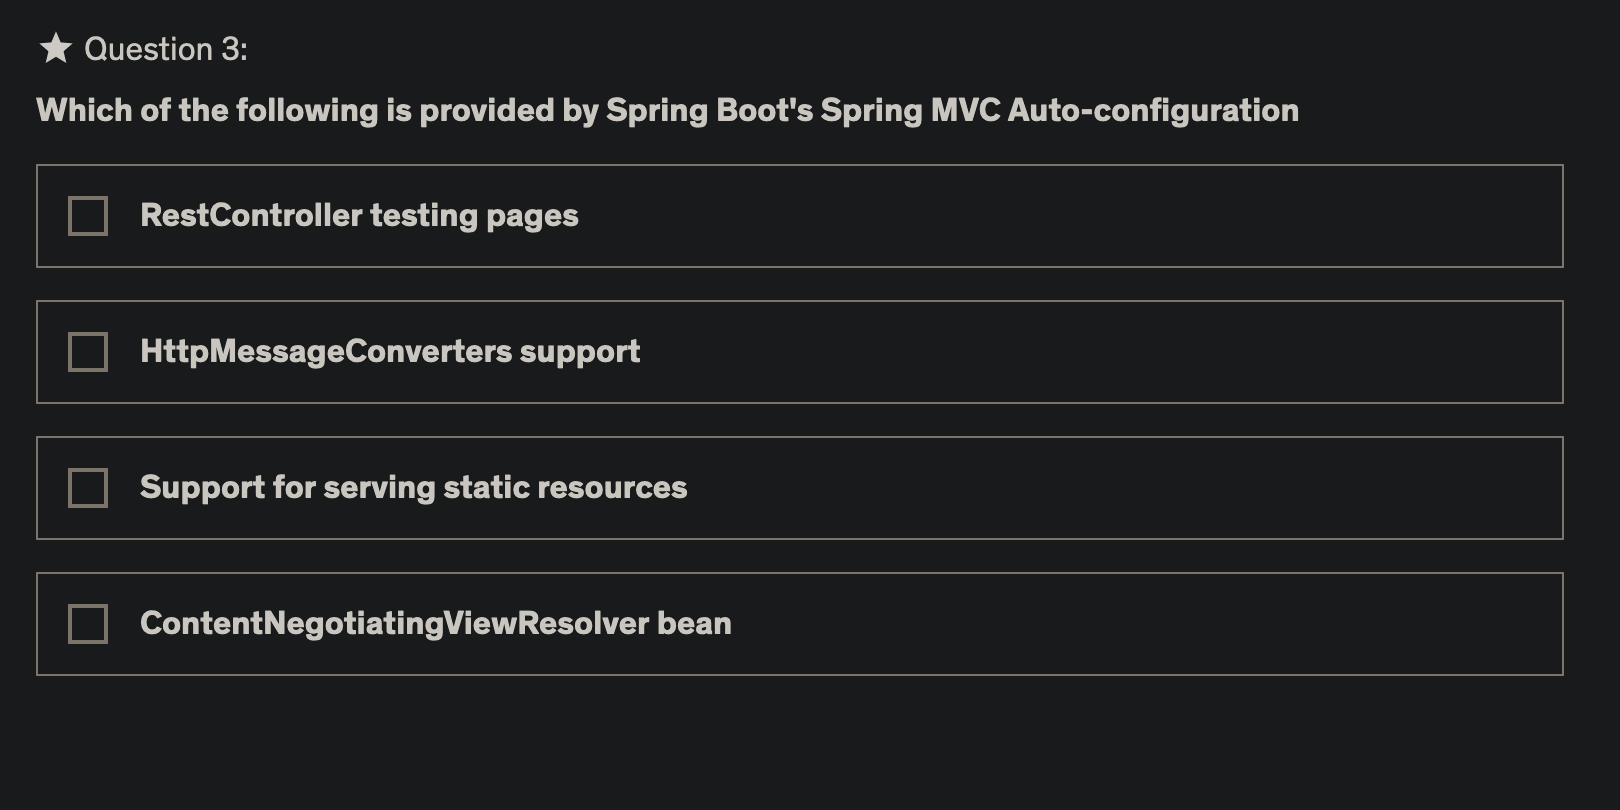 Question 3:
Which of the following is provided by Spring Boot's Spring MVC Auto-configuration
RestController testing pages
HttpMessageConverters support
Support for serving static resources
ContentNegotiatingViewResolver bean